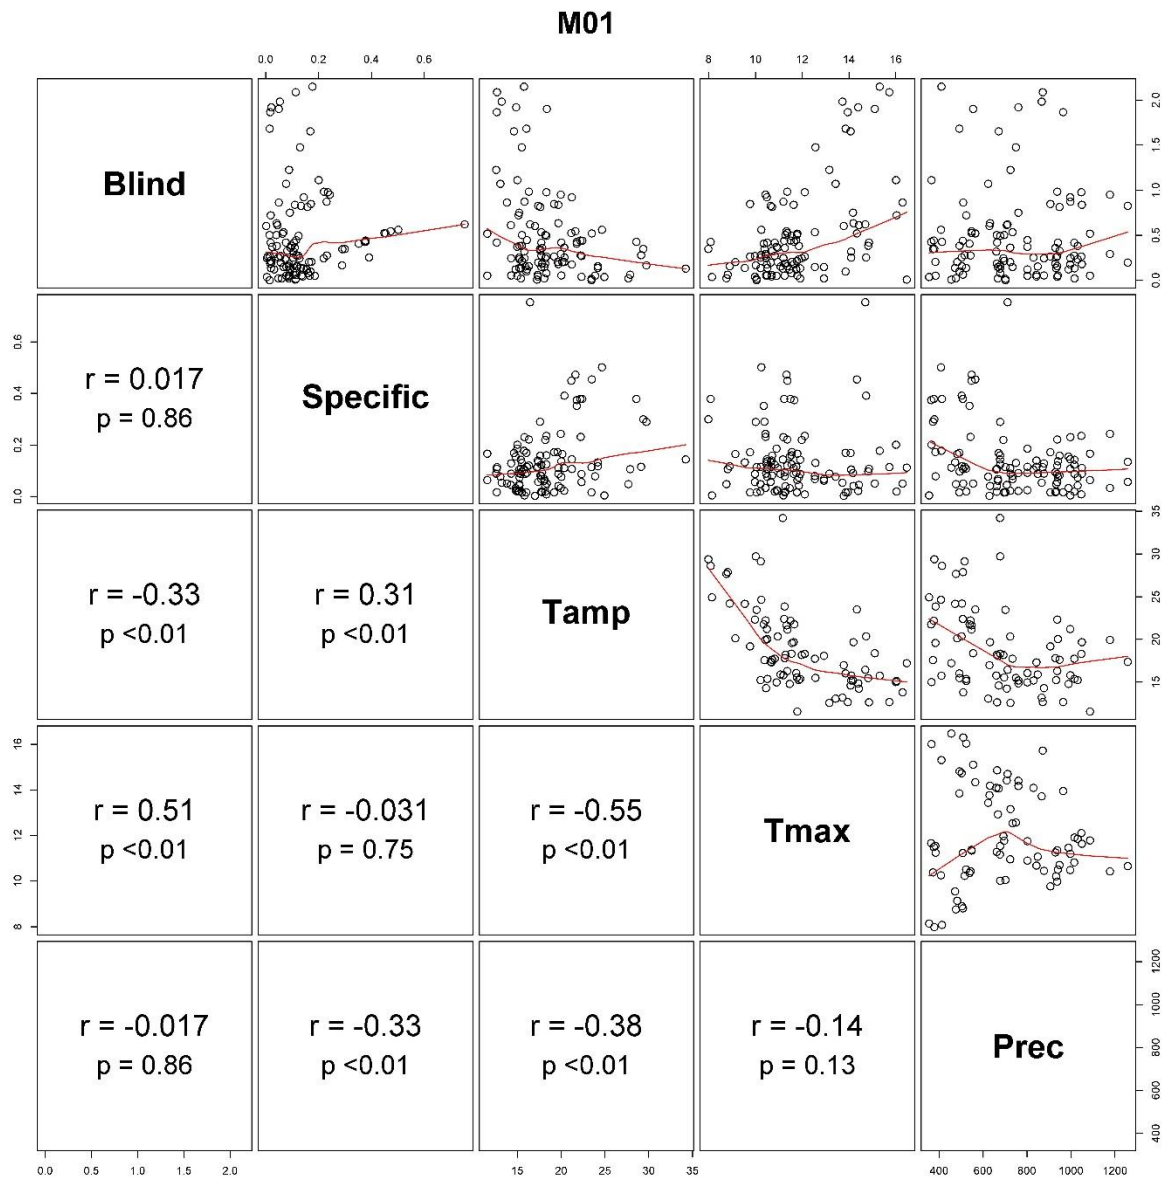 M01
0.0 0.2 0.4 0.6
8 10 12 14 16
Blind
0.0 0.5 1.0 1.5 2.0
0.0 0.2 0.4 0.6
r = 0.017
p = 0.86
Specific
r = -0.33
p <0.01
r = 0.31
p <0.01
Tamp
15 20 25 30 35
8 10 12 14 16
r = 0.51
p <0.01
r = -0.031
p = 0.75
r = -0.55
p <0.01
Tmax
r = -0.017
p = 0.86
r = -0.33
p <0.01
r = -0.38
p <0.01
r = -0.14
p = 0.13
Prec
400 600 800 1000 1200
0.0 0.5 1.0 1.5 2.0
15 20 25 30 35
400 600 800 1000 1200